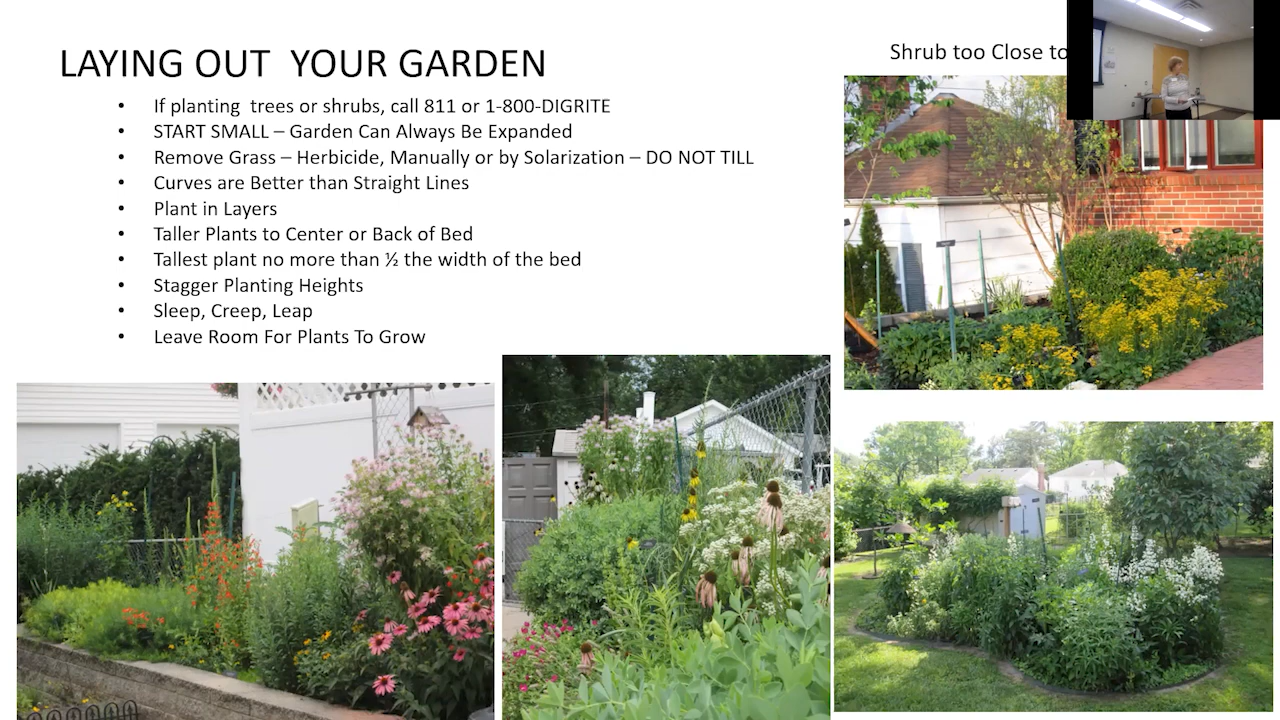 LAYING OUT YOUR GARDEN
Shrub too Close to
• If planting trees or shrubs, call 811 or 1-800-DIGRITE
• START SMALL – Garden Can Always Be Expanded
• Remove Grass – Herbicide, Manually or by Solarization – DO NOT TILL
• Curves are Better than Straight Lines
• Plant in Layers
• Taller Plants to Center or Back of Bed
• Tallest plant no more than ½ the width of the bed
• Stagger Planting Heights
• Sleep, Creep, Leap
• Leave Room For Plants To Grow